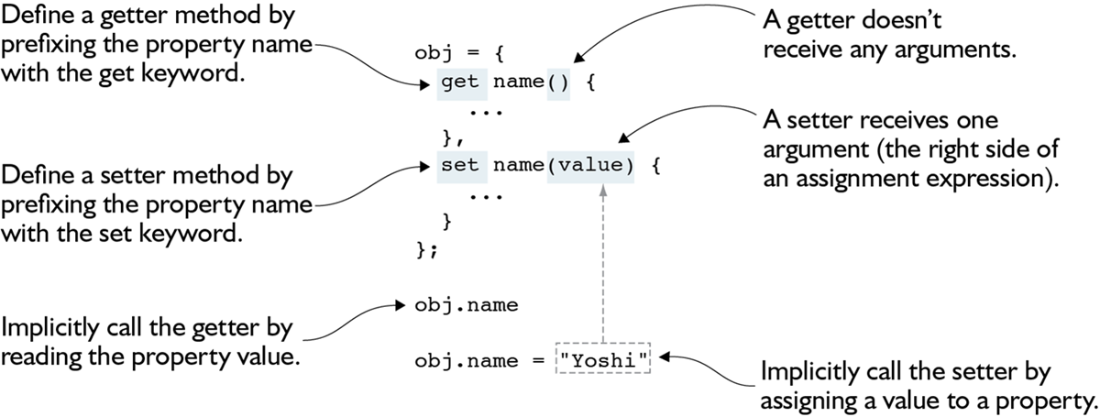 Define a getter method by
prefixing the property name
with the get keyword.
A getter doesn’t
receive any arguments.
obj = {
get name() {
...
},
set name(value) {
...
}
};
A setter receives one
argument (the right side of
an assignment expression).
Define a setter method by
prefixing the property name
with the set keyword.
obj.name
Implicitly call the getter by
reading the property value.
obj.name = "Yoshi"
Implicitly call the setter by
assigning a value to a property.